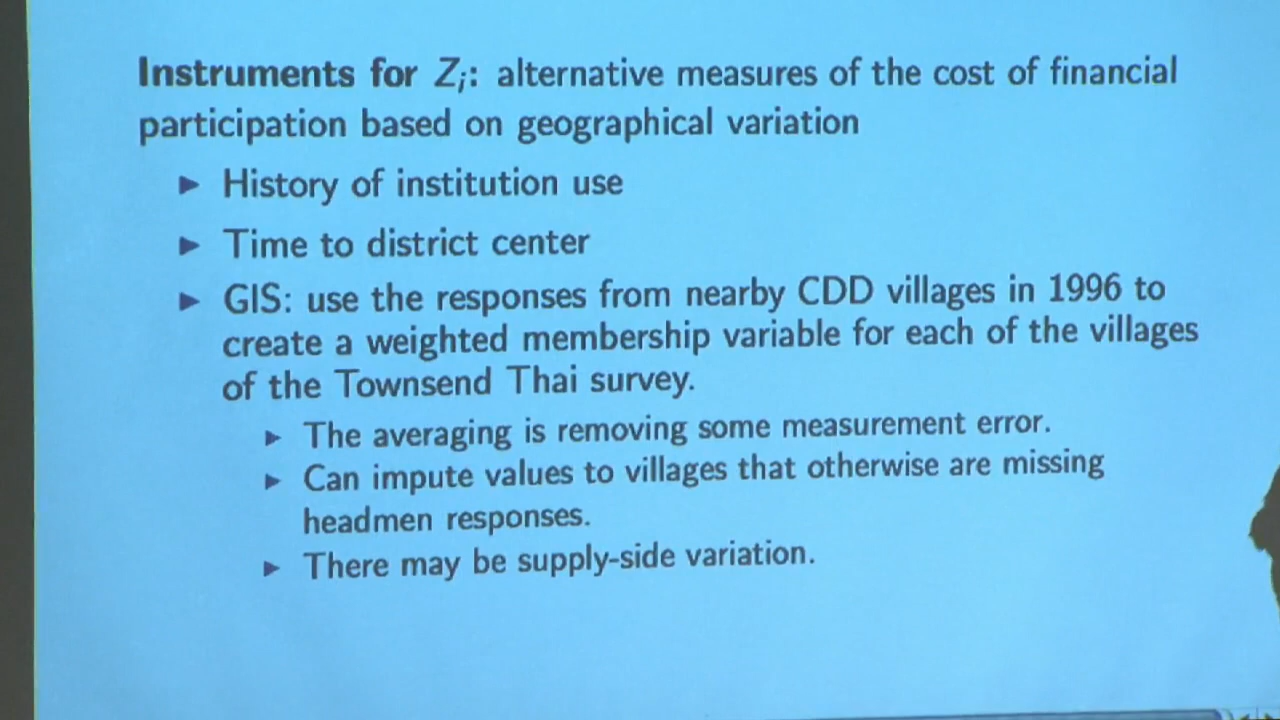 Instruments for Zi: alternative measures of the cost of financial
participation based on geographical variation
▶ History of institution use
▶ Time to district center
▶ GIS: use the responses from nearby CDD villages in 1996 to
create a weighted membership variable for each of the villages
of the Townsend Thai survey.
▶ The averaging is removing some measurement error.
▶ Can impute values to villages that otherwise are missing
headmen responses.
▶ There may be supply-side variation.